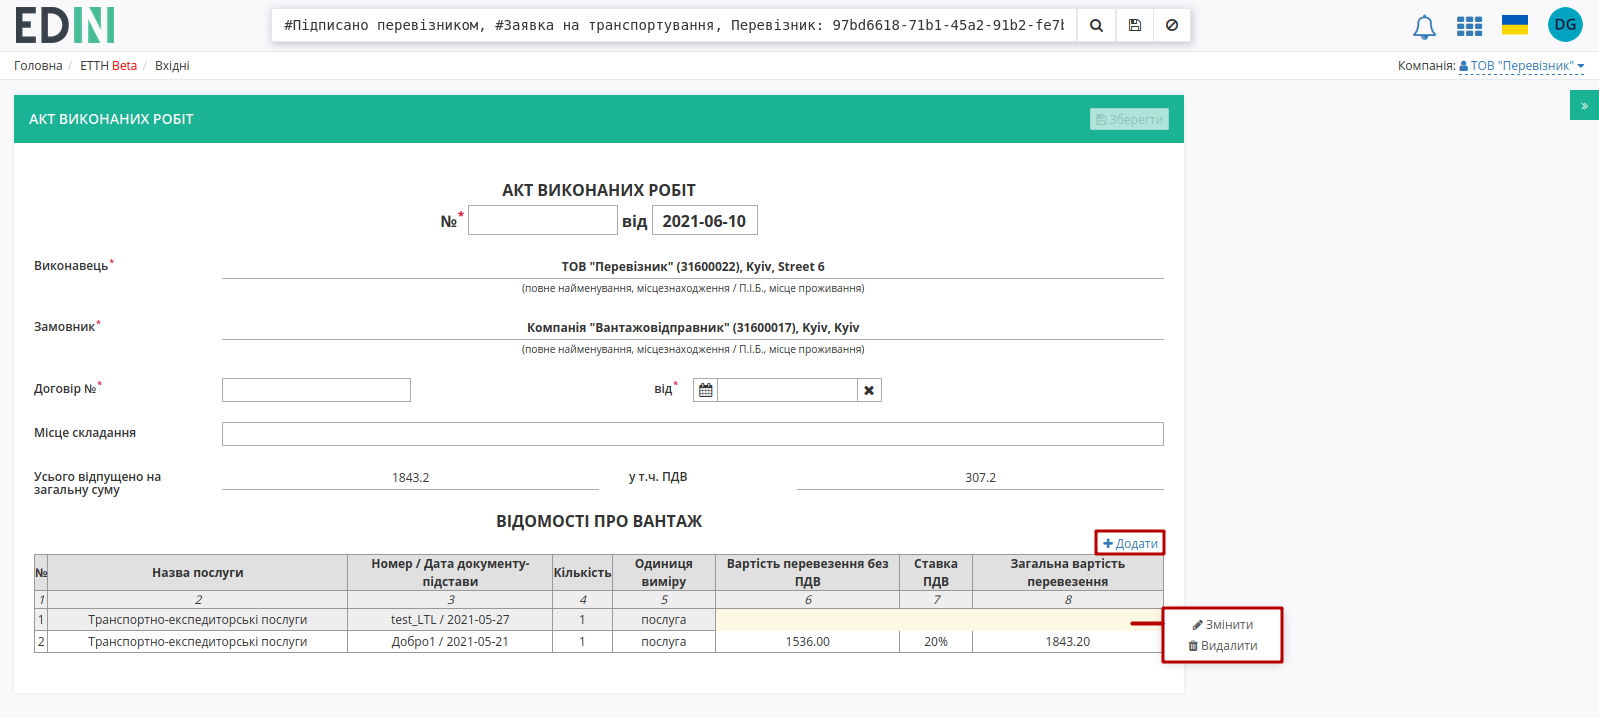 EDIN
#Підписано перевізником, #Заявка на транспортування, Перевізник: 97bd6618-71b1-45a2-91b2-fe7b
DG
Головна / ЕТТН Beta / Вхідні
Компанія: ТОВ "Перевізник"
»
АКТ ВИКОНАНИХ РОБІТ
Зберегти
АКТ ВИКОНАНИХ РОБІТ
№* від 2021-06-10
Виконавець*
ТОВ "Перевізник" (31600022), Kyiv, Street 6
(повне найменування, місцезнаходження / П.І.Б., місце проживання)
Замовник*
Компанія "Вантажовідправник" (31600017), Kyiv, Kyiv
(повне найменування, місцезнаходження / П.І.Б., місце проживання)
Договір №* від*
Місце складання
Усього відпущено на загальну суму 1843.2 у т.ч. ПДВ 307.2
ВІДОМОСТІ ПРО ВАНТАЖ
Додати
№ Назва послуги Номер / Дата документу-підстави Кількість Одиниця виміру Вартість перевезення без ПДВ Ставка ПДВ Загальна вартість перевезення
1 2 3 4 5 6 7 8
1 Транспортно-експедиторські послуги test_LTL / 2021-05-27 1 послуга
Змінити
2 Транспортно-експедиторські послуги Добро1 / 2021-05-21 1 послуга 1536.00 20% 1843.20
Видалити